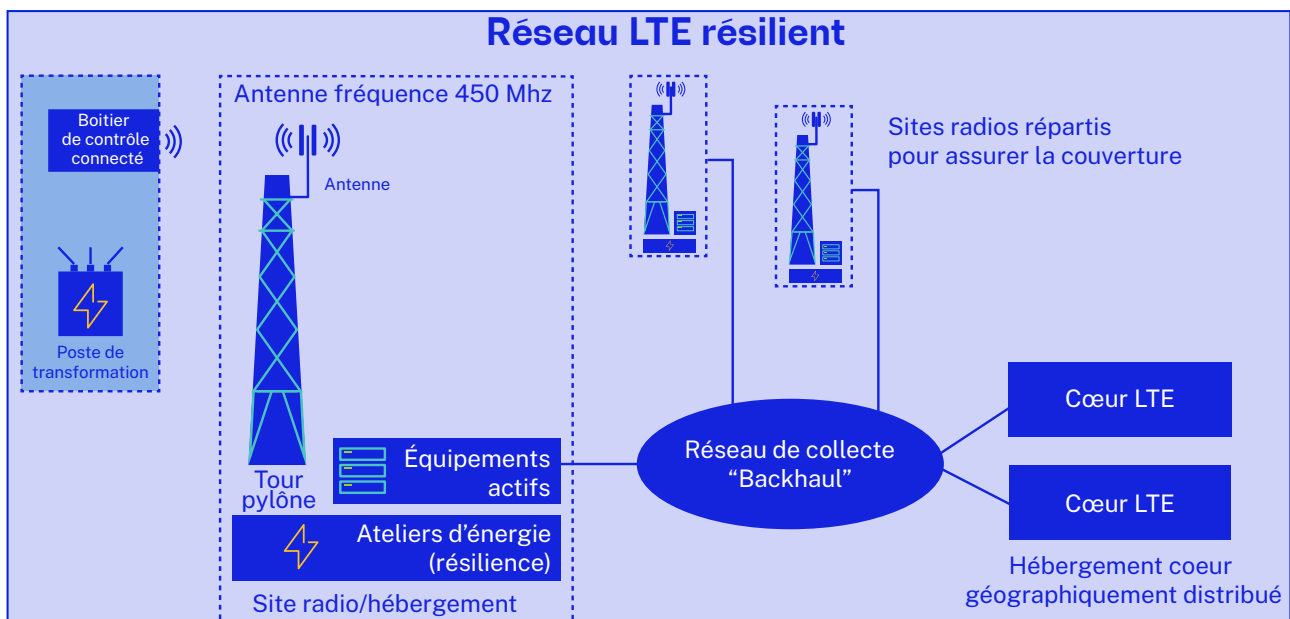 Réseau LTE résilient
Boitier
de contrôle
connecté
Poste de
transformation
Antenne fréquence 450 Mhz
Antenne
Tour
pylône
Équipements
actifs
Ateliers d'énergie
(résilience)
Site radio/hébergement
Sites radios répartis
pour assurer la couverture
Réseau de collecte
“Backhaul”
Cœur LTE
Cœur LTE
Hébergement coeur
géographiquement distribué